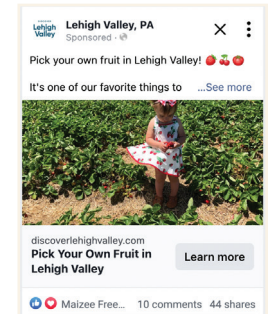 Lehigh
Valley
Lehigh Valley, PA
Sponsored ·
Pick your own fruit in Lehigh Valley! 🍎🍒🍅
It's one of our favorite things to ...See more
discoverlehighvalley.com
Pick Your Own Fruit in
Lehigh Valley
Learn more
Maizee Free... 10 comments 44 shares